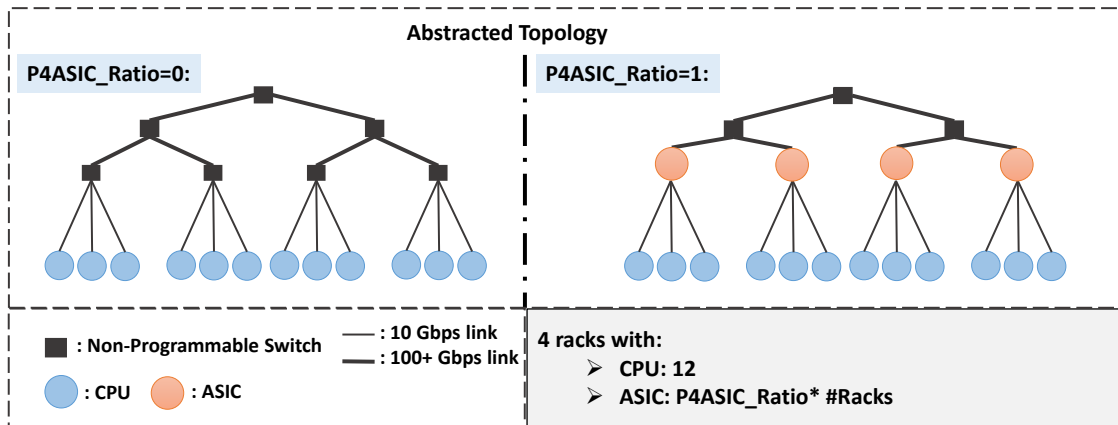 Abstracted Topology
P4ASIC_Ratio=0:
P4ASIC_Ratio=1:
: Non-Programmable Switch
: 10 Gbps link
: 100+ Gbps link
: CPU
: ASIC
4 racks with:
➢ CPU: 12
➢ ASIC: P4ASIC_Ratio* #Racks